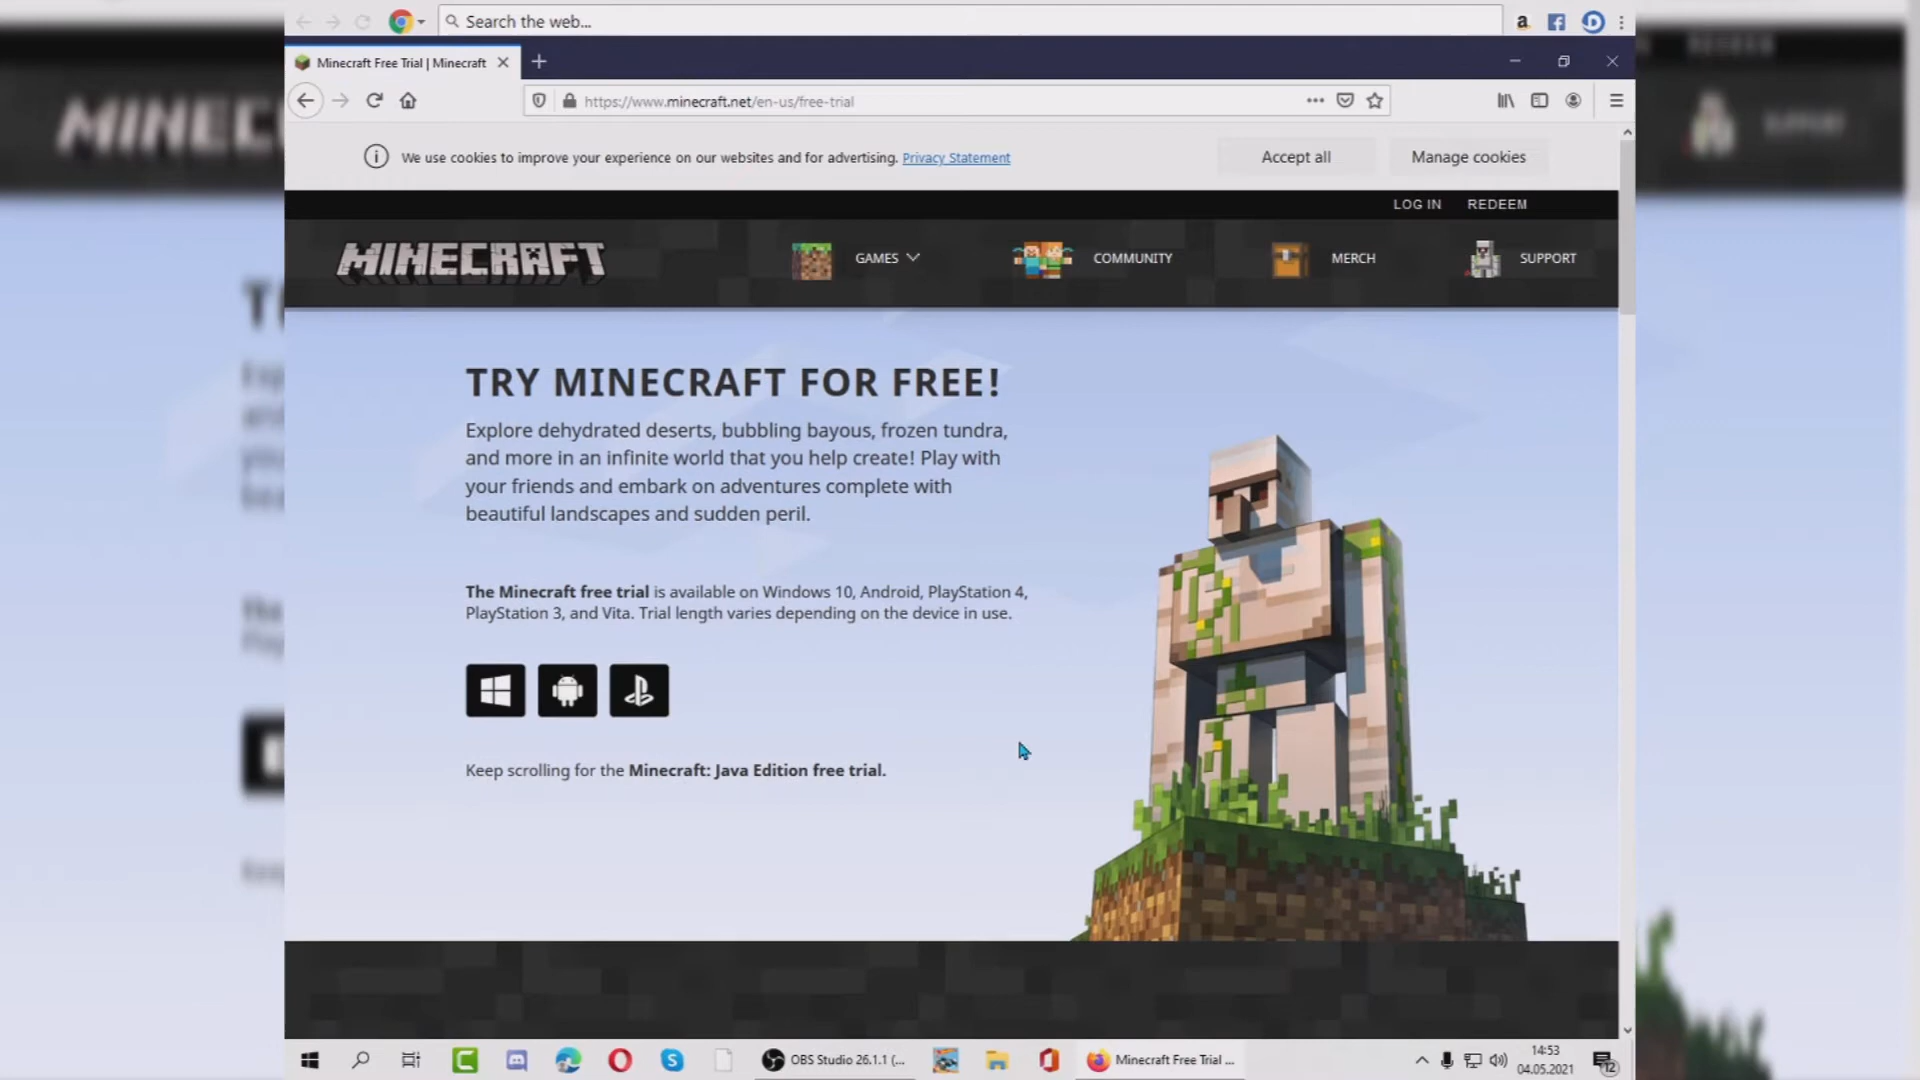 Search the web...
Minecraft Free Trial | Minecraft
https://www.minecraft.net/en-us/free-trial
We use cookies to improve your experience on our websites and for advertising. Privacy Statement
Accept all
Manage cookies
LOG IN
REDEEM
MINECRAFT
GAMES
COMMUNITY
MERCH
SUPPORT
TRY MINECRAFT FOR FREE!
Explore dehydrated deserts, bubbling bayous, frozen tundra,
and more in an infinite world that you help create! Play with
your friends and embark on adventures complete with
beautiful landscapes and sudden peril.
The Minecraft free trial is available on Windows 10, Android, PlayStation 4,
PlayStation 3, and Vita. Trial length varies depending on the device in use.
Keep scrolling for the Minecraft: Java Edition free trial.
OBS Studio 26.1.1 (...
Minecraft Free Trial ...
14:53
04.05.2021
12